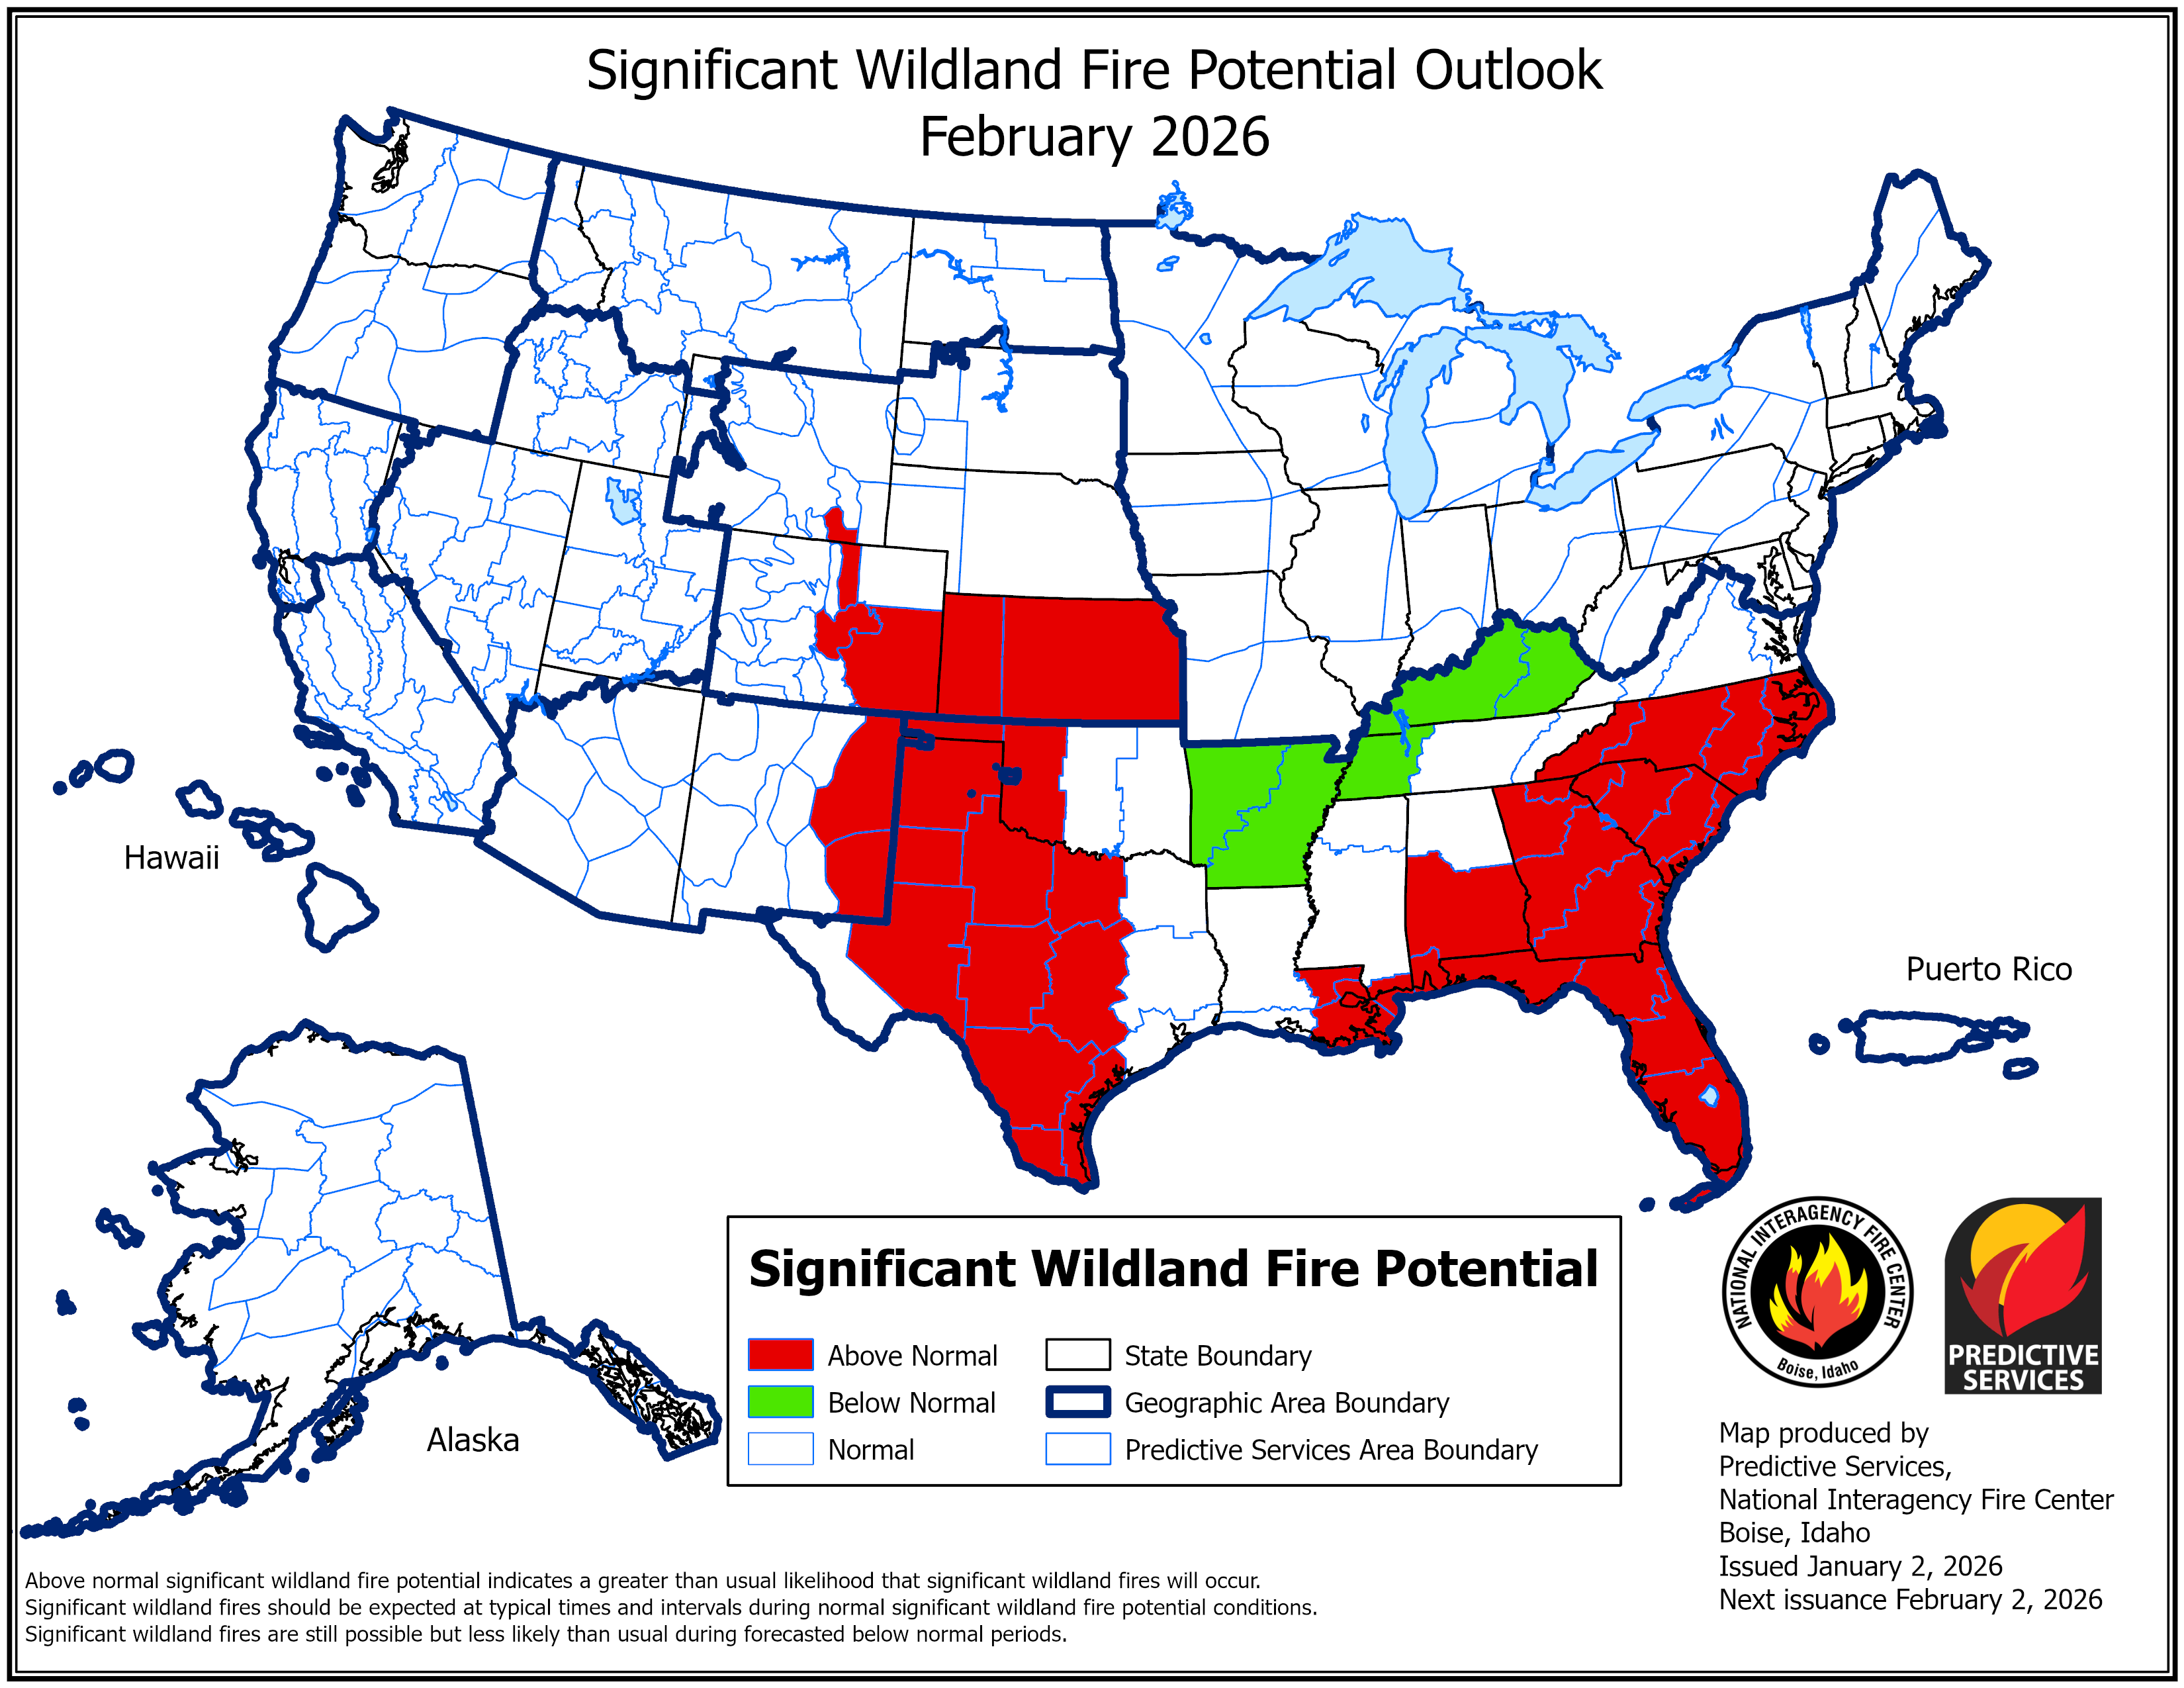 Significant Wildland Fire Potential Outlook
February 2026
Hawaii
Puerto Rico
Alaska
Significant Wildland Fire Potential
Above Normal
State Boundary
Below Normal
Geographic Area Boundary
Normal
Predictive Services Area Boundary
NATIONAL INTERAGENCY FIRE CENTER
Boise, Idaho
PREDICTIVE
SERVICES
Map produced by
Predictive Services,
National Interagency Fire Center
Boise, Idaho
Issued January 2, 2026
Next issuance February 2, 2026
Above normal significant wildland fire potential indicates a greater than usual likelihood that significant wildland fires will occur.
Significant wildland fires should be expected at typical times and intervals during normal significant wildland fire potential conditions.
Significant wildland fires are still possible but less likely than usual during forecasted below normal periods.